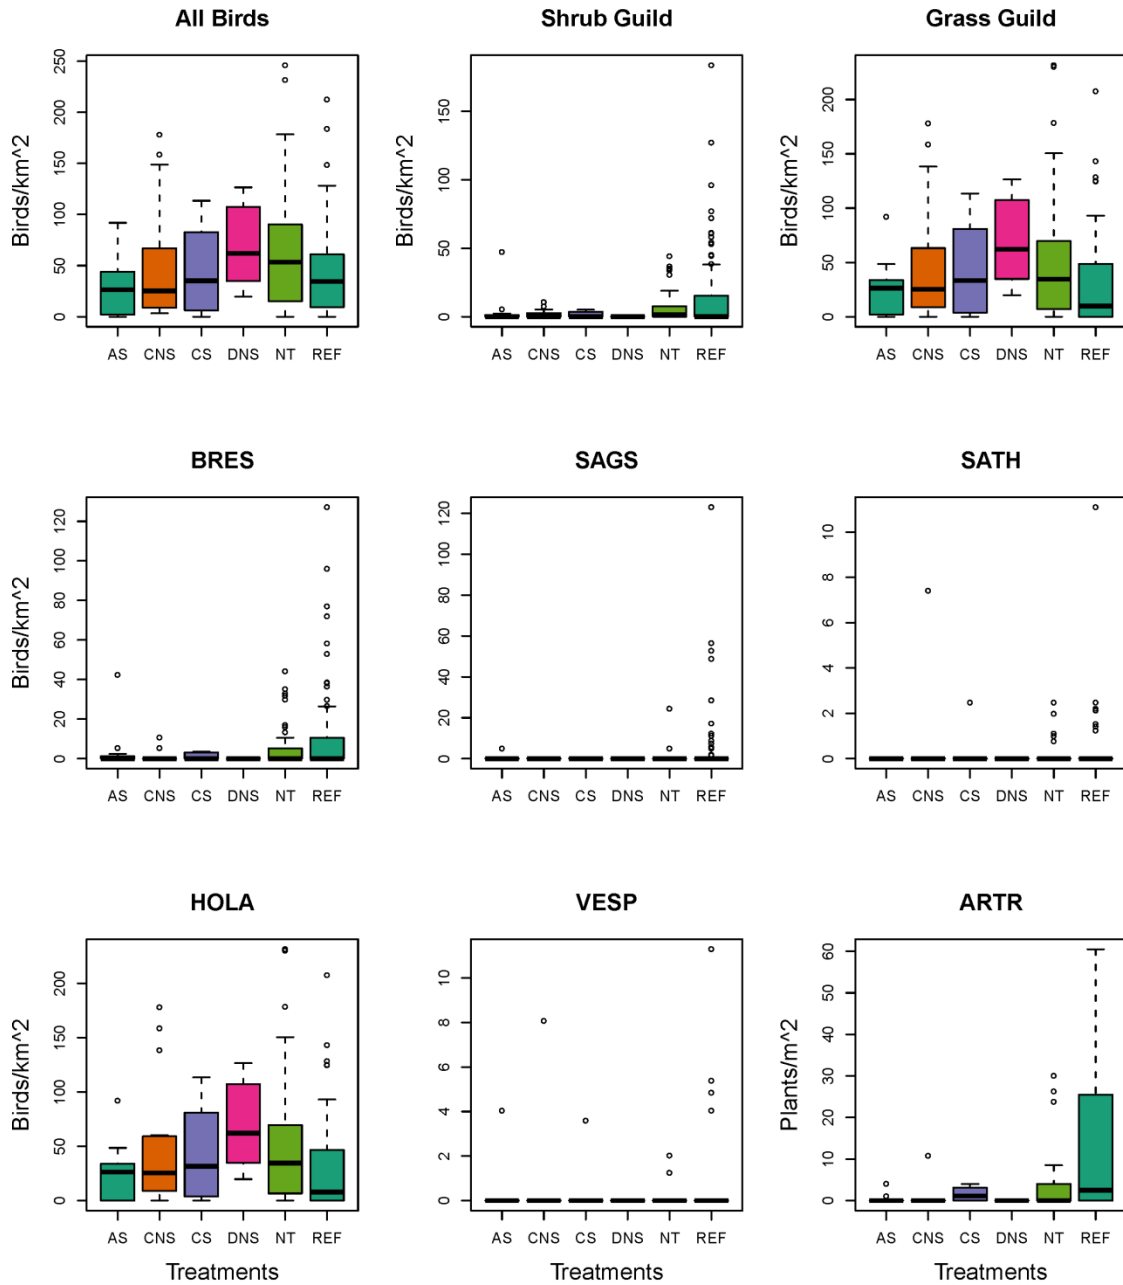 All Birds
Shrub Guild
Grass Guild
Birds/km^2
0 50 100 150 200 250
AS CNS CS DNS NT REF
Birds/km^2
0 50 100 150
AS CNS CS DNS NT REF
Birds/km^2
0 50 100 150 200
AS CNS CS DNS NT REF
BRES
SAGS
SATH
Birds/km^2
0 20 40 60 80 100 120
AS CNS CS DNS NT REF
0 20 40 60 80 100 120
AS CNS CS DNS NT REF
0 2 4 6 8 10
AS CNS CS DNS NT REF
HOLA
VESP
ARTR
Birds/km^2
0 50 100 150 200
AS CNS CS DNS NT REF
Treatments
0 2 4 6 8 10
AS CNS CS DNS NT REF
Treatments
Plants/m^2
0 10 20 30 40 50 60
AS CNS CS DNS NT REF
Treatments